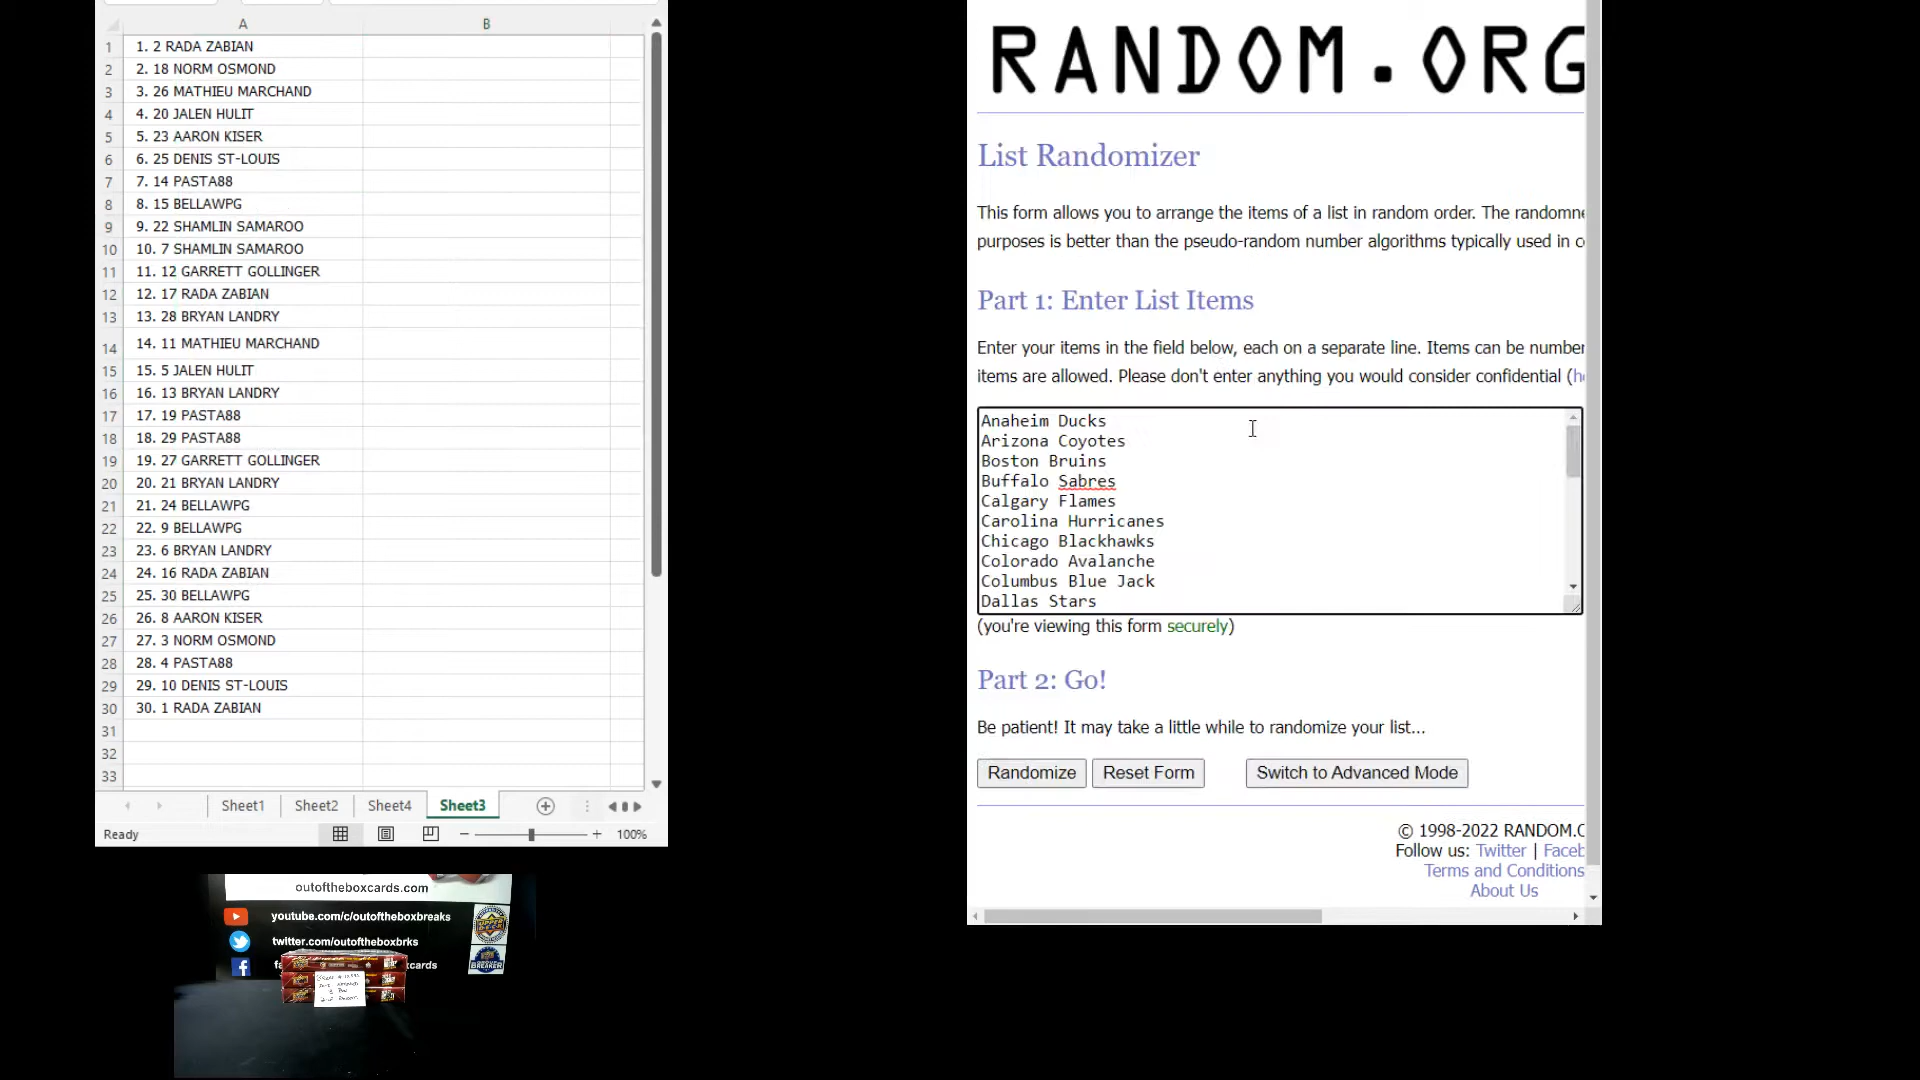 A B
1 1. 2 RADA ZABIAN
2 2. 18 NORM OSMOND
3 3. 26 MATHIEU MARCHAND
4 4. 20 JALEN HULIT
5 5. 23 AARON KISER
6 6. 25 DENIS ST-LOUIS
7 7. 14 PASTA88
8 8. 15 BELLAWPG
9 9. 22 SHAMLIN SAMAROO
10 10. 7 SHAMLIN SAMAROO
11 11. 12 GARRETT GOLLINGER
12 12. 17 RADA ZABIAN
13 13. 28 BRYAN LANDRY
14 14. 11 MATHIEU MARCHAND
15 15. 5 JALEN HULIT
16 16. 13 BRYAN LANDRY
17 17. 19 PASTA88
18 18. 29 PASTA88
19 19. 27 GARRETT GOLLINGER
20 20. 21 BRYAN LANDRY
21 21. 24 BELLAWPG
22 22. 9 BELLAWPG
23 23. 6 BRYAN LANDRY
24 24. 16 RADA ZABIAN
25 25. 30 BELLAWPG
26 26. 8 AARON KISER
27 27. 3 NORM OSMOND
28 28. 4 PASTA88
29 29. 10 DENIS ST-LOUIS
30 30. 1 RADA ZABIAN
31
32
33
Sheet1 Sheet2 Sheet4 Sheet3
Ready 100%
outoftheboxcards.com
youtube.com/c/outoftheboxbreaks
twitter.com/outoftheboxbrks
cards
RANDOM.ORG
List Randomizer
This form allows you to arrange the items of a list in random order. The randomne
purposes is better than the pseudo-random number algorithms typically used in c
Part 1: Enter List Items
Enter your items in the field below, each on a separate line. Items can be number
items are allowed. Please don't enter anything you would consider confidential (h
Anaheim Ducks
Arizona Coyotes
Boston Bruins
Buffalo Sabres
Calgary Flames
Carolina Hurricanes
Chicago Blackhawks
Colorado Avalanche
Columbus Blue Jack
Dallas Stars
(you're viewing this form securely)
Part 2: Go!
Be patient! It may take a little while to randomize your list...
Randomize Reset Form Switch to Advanced Mode
© 1998-2022 RANDOM.O
Follow us: Twitter | Faceb
Terms and Conditions
About Us